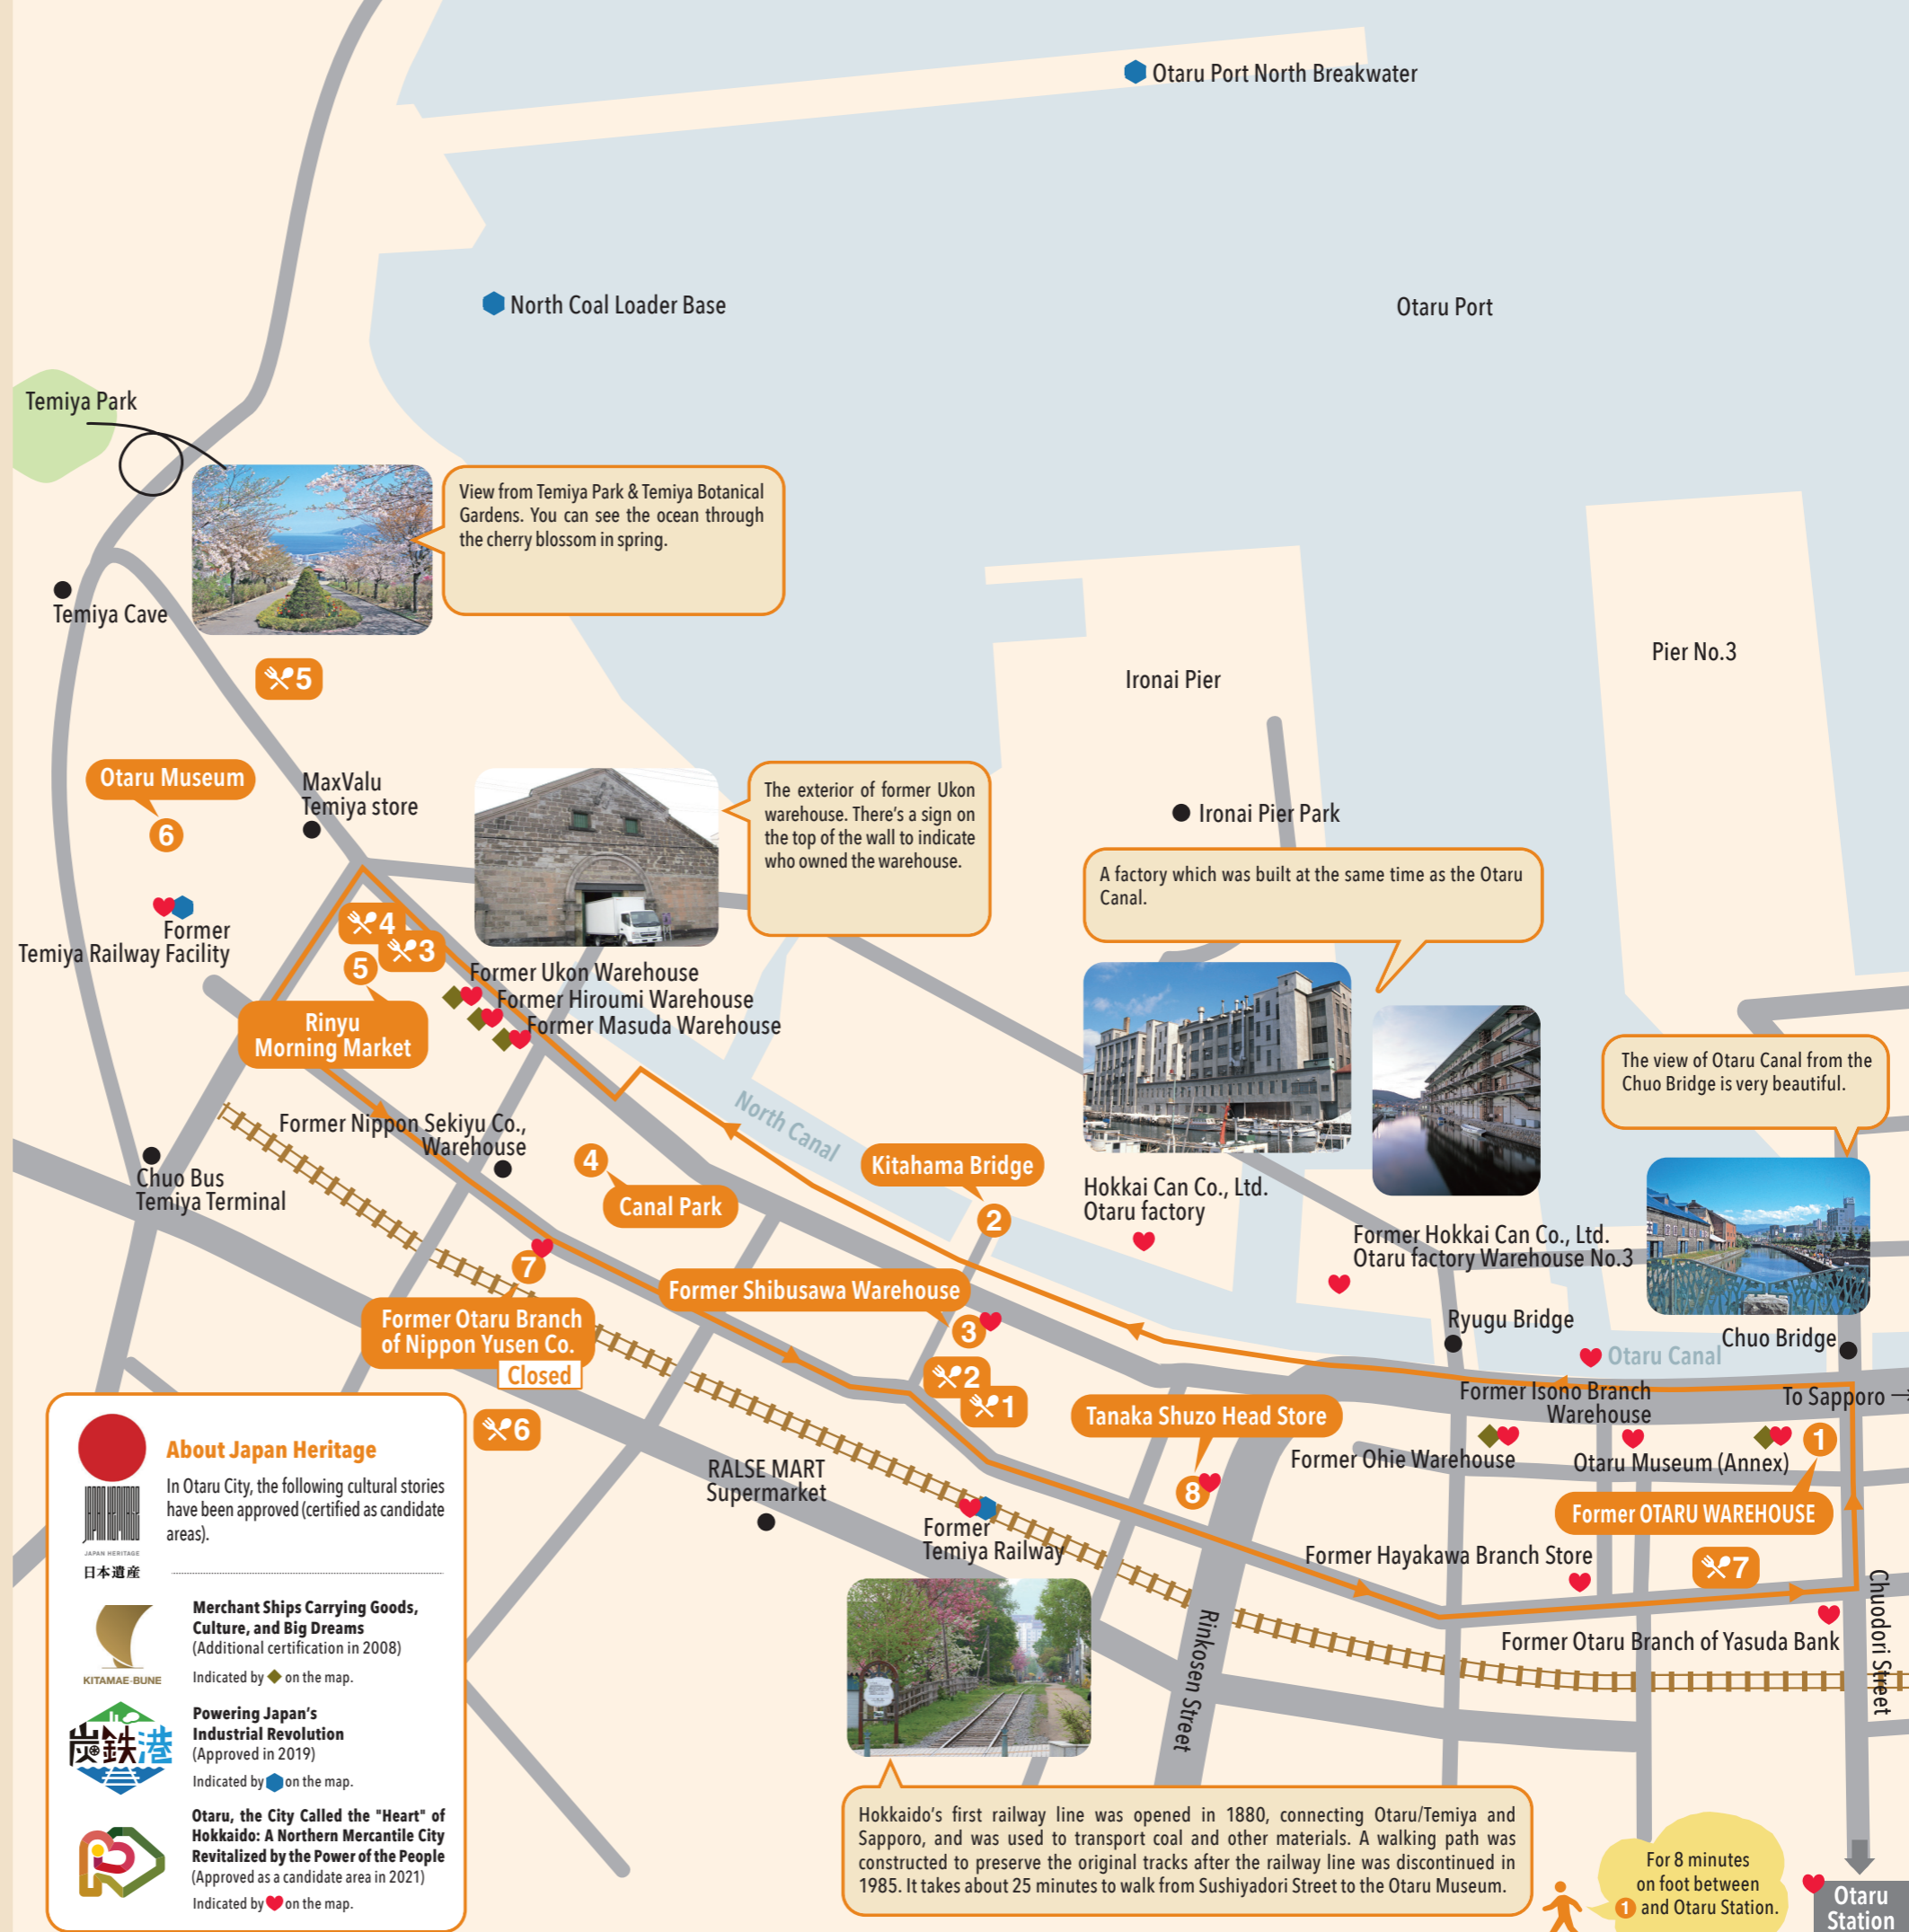 Otaru Port North Breakwater
North Coal Loader Base
Otaru Port
Temiya Park
View from Temiya Park & Temiya Botanical
Gardens. You can see the ocean through
the cherry blossom in spring.
Temiya Cave
5
Pier No.3
Ironai Pier
Otaru Museum
6
MaxValu
Temiya store
The exterior of former Ukon
warehouse. There's a sign on
the top of the wall to indicate
who owned the warehouse.
Ironai Pier Park
A factory which was built at the same time as the Otaru
Canal.
Former
Temiya Railway Facility
4
3
5
Rinyu
Morning Market
Former Ukon Warehouse
Former Hiroumi Warehouse
Former Masuda Warehouse
The view of Otaru Canal from the
Chuo Bridge is very beautiful.
North Canal
Former Nippon Sekiyu Co.,
Warehouse
4
Canal Park
Kitahama Bridge
2
Chuo Bus
Temiya Terminal
Hokkai Can Co., Ltd.
Otaru factory
Former Hokkai Can Co., Ltd.
Otaru factory Warehouse No.3
7
Former Otaru Branch
of Nippon Yusen Co.
Closed
Former Shibusawa Warehouse
3
Ryugu Bridge
Chuo Bridge
Otaru Canal
2
1
Former Isono Branch
Warehouse
To Sapporo →
Tanaka Shuzo Head Store
8
Former Ohie Warehouse
Otaru Museum (Annex)
1
Former OTARU WAREHOUSE
6
RALSE MART
Supermarket
Former
Temiya Railway
Former Hayakawa Branch Store
7
Former Otaru Branch of Yasuda Bank
Chuodori Street
Rinkosen Street
About Japan Heritage
In Otaru City, the following cultural stories
have been approved (certified as candidate
areas).
JAPAN HERITAGE
日本遺産
Merchant Ships Carrying Goods,
Culture, and Big Dreams
(Additional certification in 2008)
Indicated by ◆ on the map.
KITAMAE-BUNE
炭鉄港
Powering Japan's
Industrial Revolution
(Approved in 2019)
Indicated by ⬢ on the map.
Otaru, the City Called the "Heart" of
Hokkaido: A Northern Mercantile City
Revitalized by the Power of the People
(Approved as a candidate area in 2021)
Indicated by ♥ on the map.
Hokkaido's first railway line was opened in 1880, connecting Otaru/Temiya and
Sapporo, and was used to transport coal and other materials. A walking path was
constructed to preserve the original tracks after the railway line was discontinued in
1985. It takes about 25 minutes to walk from Sushiyadori Street to the Otaru Museum.
For 8 minutes
on foot between
1 and Otaru Station.
Otaru
Station